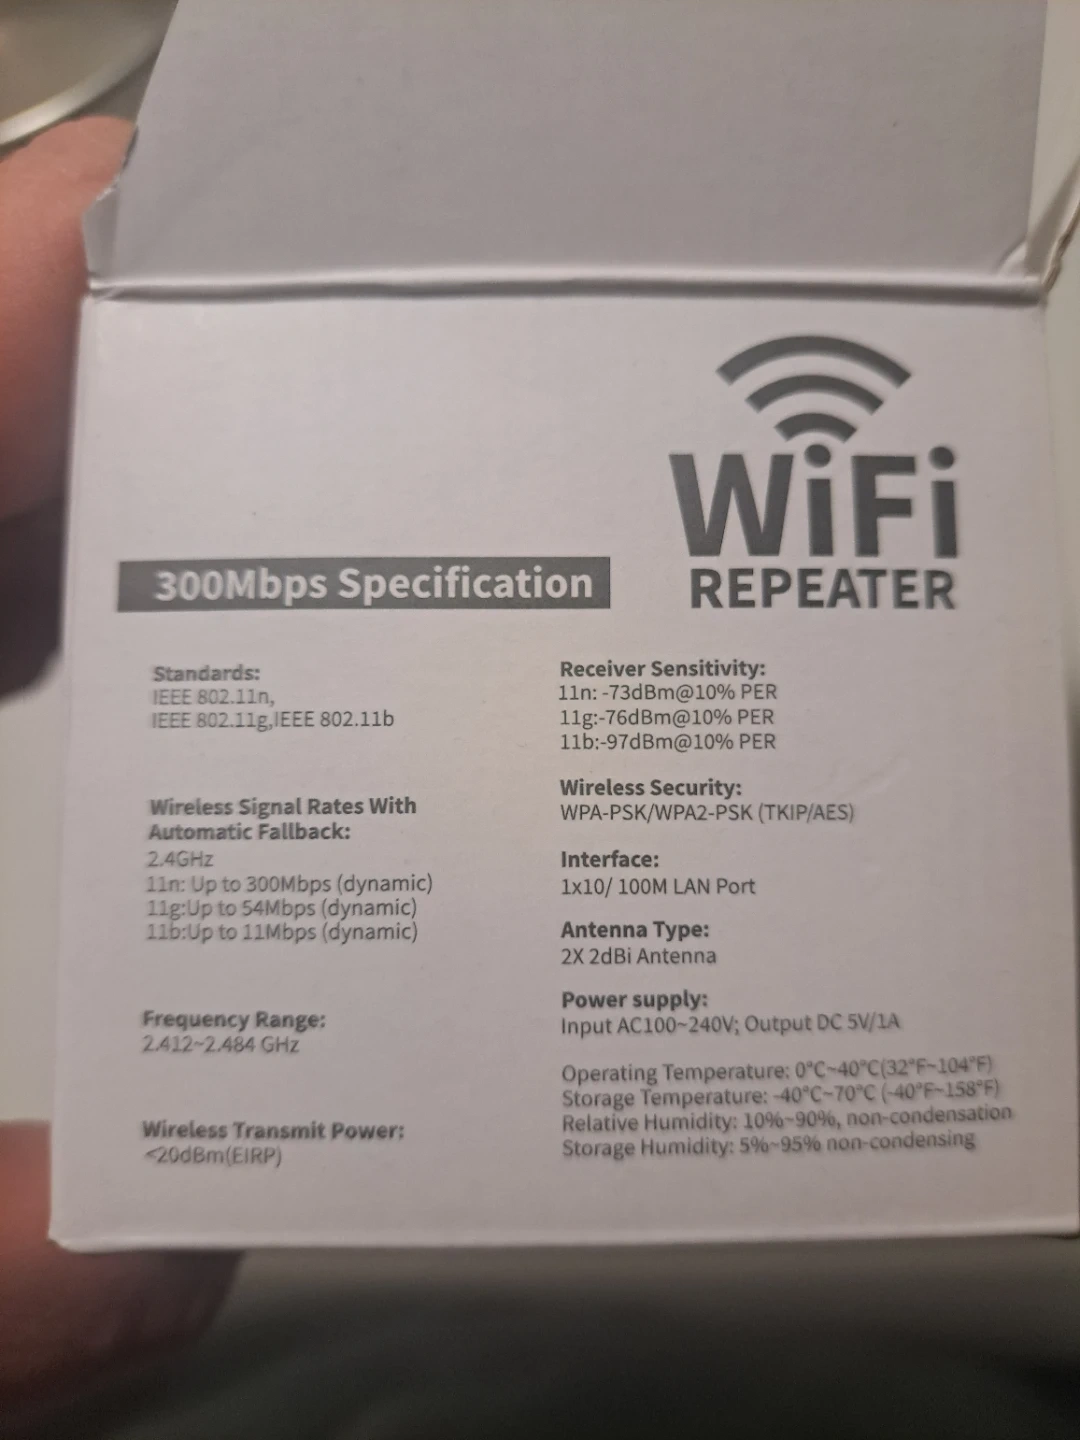 WiFi
REPEATER
300Mbps Specification
Standards:
IEEE 802.11n,
IEEE 802.11g,IEEE 802.11b
Wireless Signal Rates With
Automatic Fallback:
2.4GHz
11n: Up to 300Mbps (dynamic)
11g:Up to 54Mbps (dynamic)
11b:Up to 11Mbps (dynamic)
Frequency Range:
2.412~2.484 GHz
Wireless Transmit Power:
<20dBm(EIRP)
Receiver Sensitivity:
11n: -73dBm@10% PER
11g:-76dBm@10% PER
11b:-97dBm@10% PER
Wireless Security:
WPA-PSK/WPA2-PSK (TKIP/AES)
Interface:
1x10/ 100M LAN Port
Antenna Type:
2X 2dBi Antenna
Power supply:
Input AC100~240V; Output DC 5V/1A
Operating Temperature: 0°C~40°C(32°F~104°F)
Storage Temperature: -40°C~70°C (-40°F~158°F)
Relative Humidity: 10%~90%, non-condensation
Storage Humidity: 5%~95% non-condensing